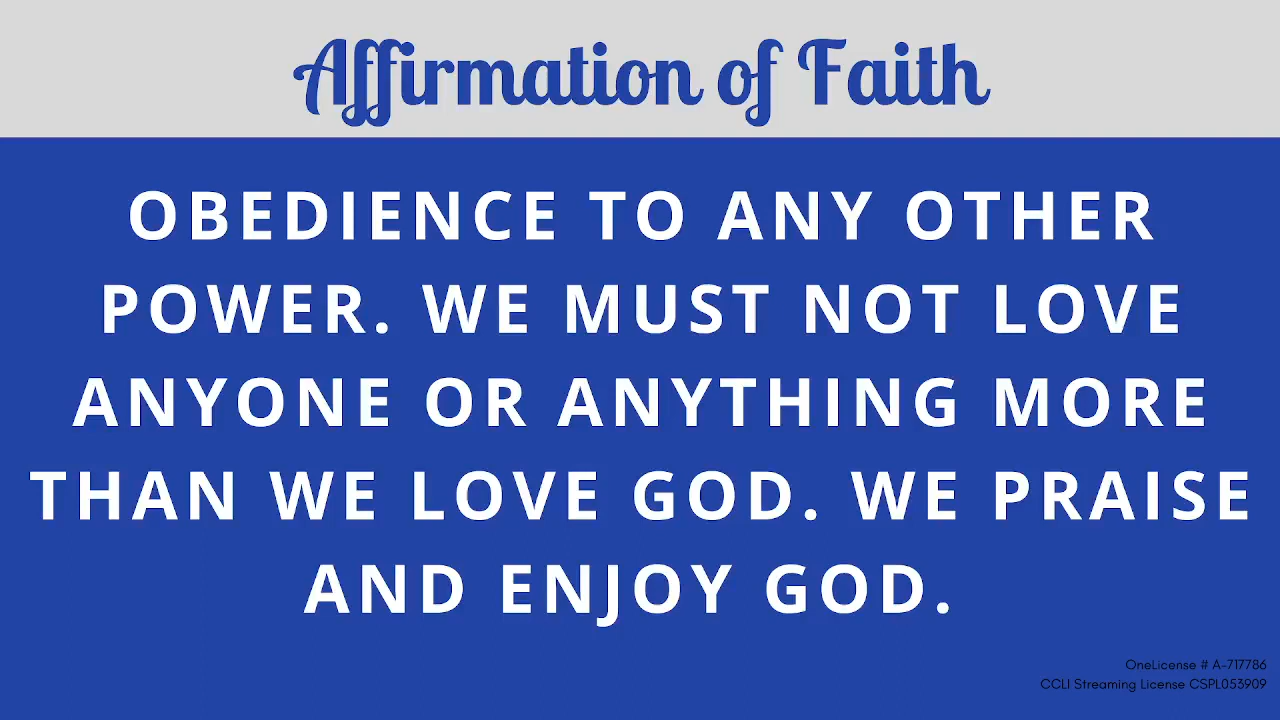 Affirmation of Faith
OBEDIENCE TO ANY OTHER
POWER. WE MUST NOT LOVE
ANYONE OR ANYTHING MORE
THAN WE LOVE GOD. WE PRAISE
AND ENJOY GOD.
OneLicense # A-717786
CCLI Streaming License CSPL053909